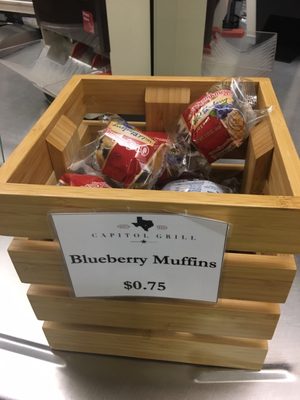 CAPITOL GRILL
Blueberry Muffins
$0.75